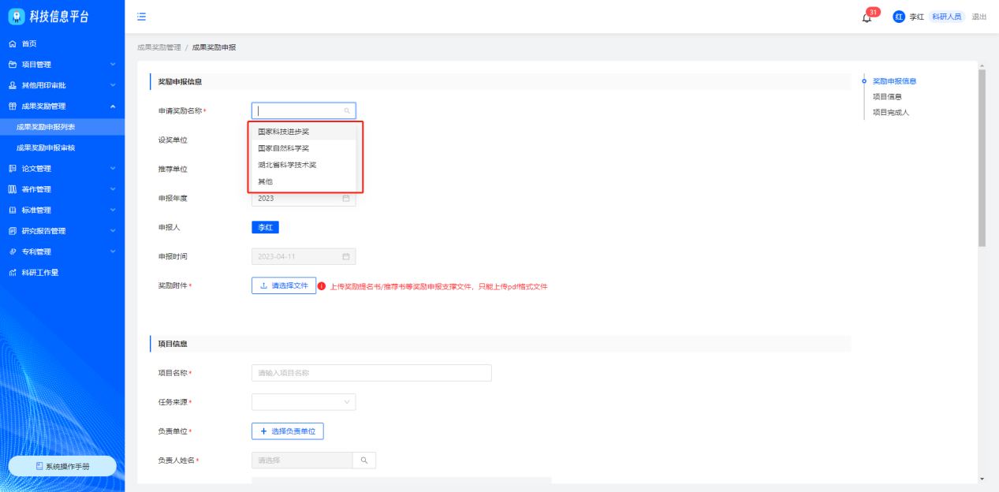 科技信息平台
31
红 李红 科研人员 退出
首页
项目管理
其他用印审批
成果奖励管理
成果奖励申报列表
成果奖励申报审核
论文管理
著作管理
标准管理
研究报告管理
专利管理
科研工作量
系统操作手册
成果奖励管理 / 成果奖励申报
奖励申报信息
申请奖励名称*
国家科技进步奖
国家自然科学奖
湖北省科学技术奖
其他
设奖单位
推荐单位
申报年度 2023
申报人 李红
申报时间 2023-04-11
奖励附件* 请选择文件 上传奖励提名书/推荐书等奖励申报支撑文件，只能上传pdf格式文件
项目信息
项目名称* 请输入项目名称
任务来源*
负责单位* + 选择负责单位
负责人姓名* 请选择
奖励申报信息
项目信息
项目完成人